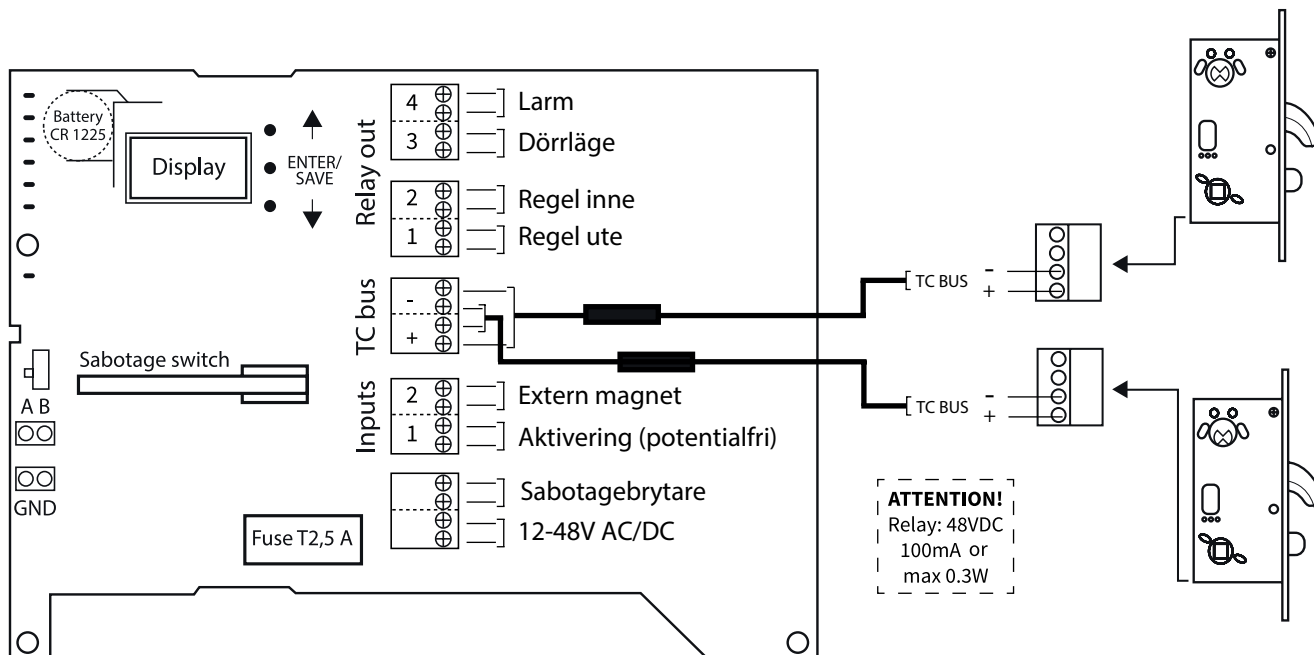 Battery
CR 1225
Display
ENTER/
SAVE
Relay out
4
Larm
3
Dörrläge
2
Regel inne
1
Regel ute
TC bus
-
+
TC BUS
-
+
TC BUS
-
+
Sabotage switch
A B
GND
Inputs
2
Extern magnet
1
Aktivering (potentialfri)
Sabotagebrytare
12-48V AC/DC
Fuse T2,5 A
ATTENTION!
Relay: 48VDC
100mA or
max 0.3W